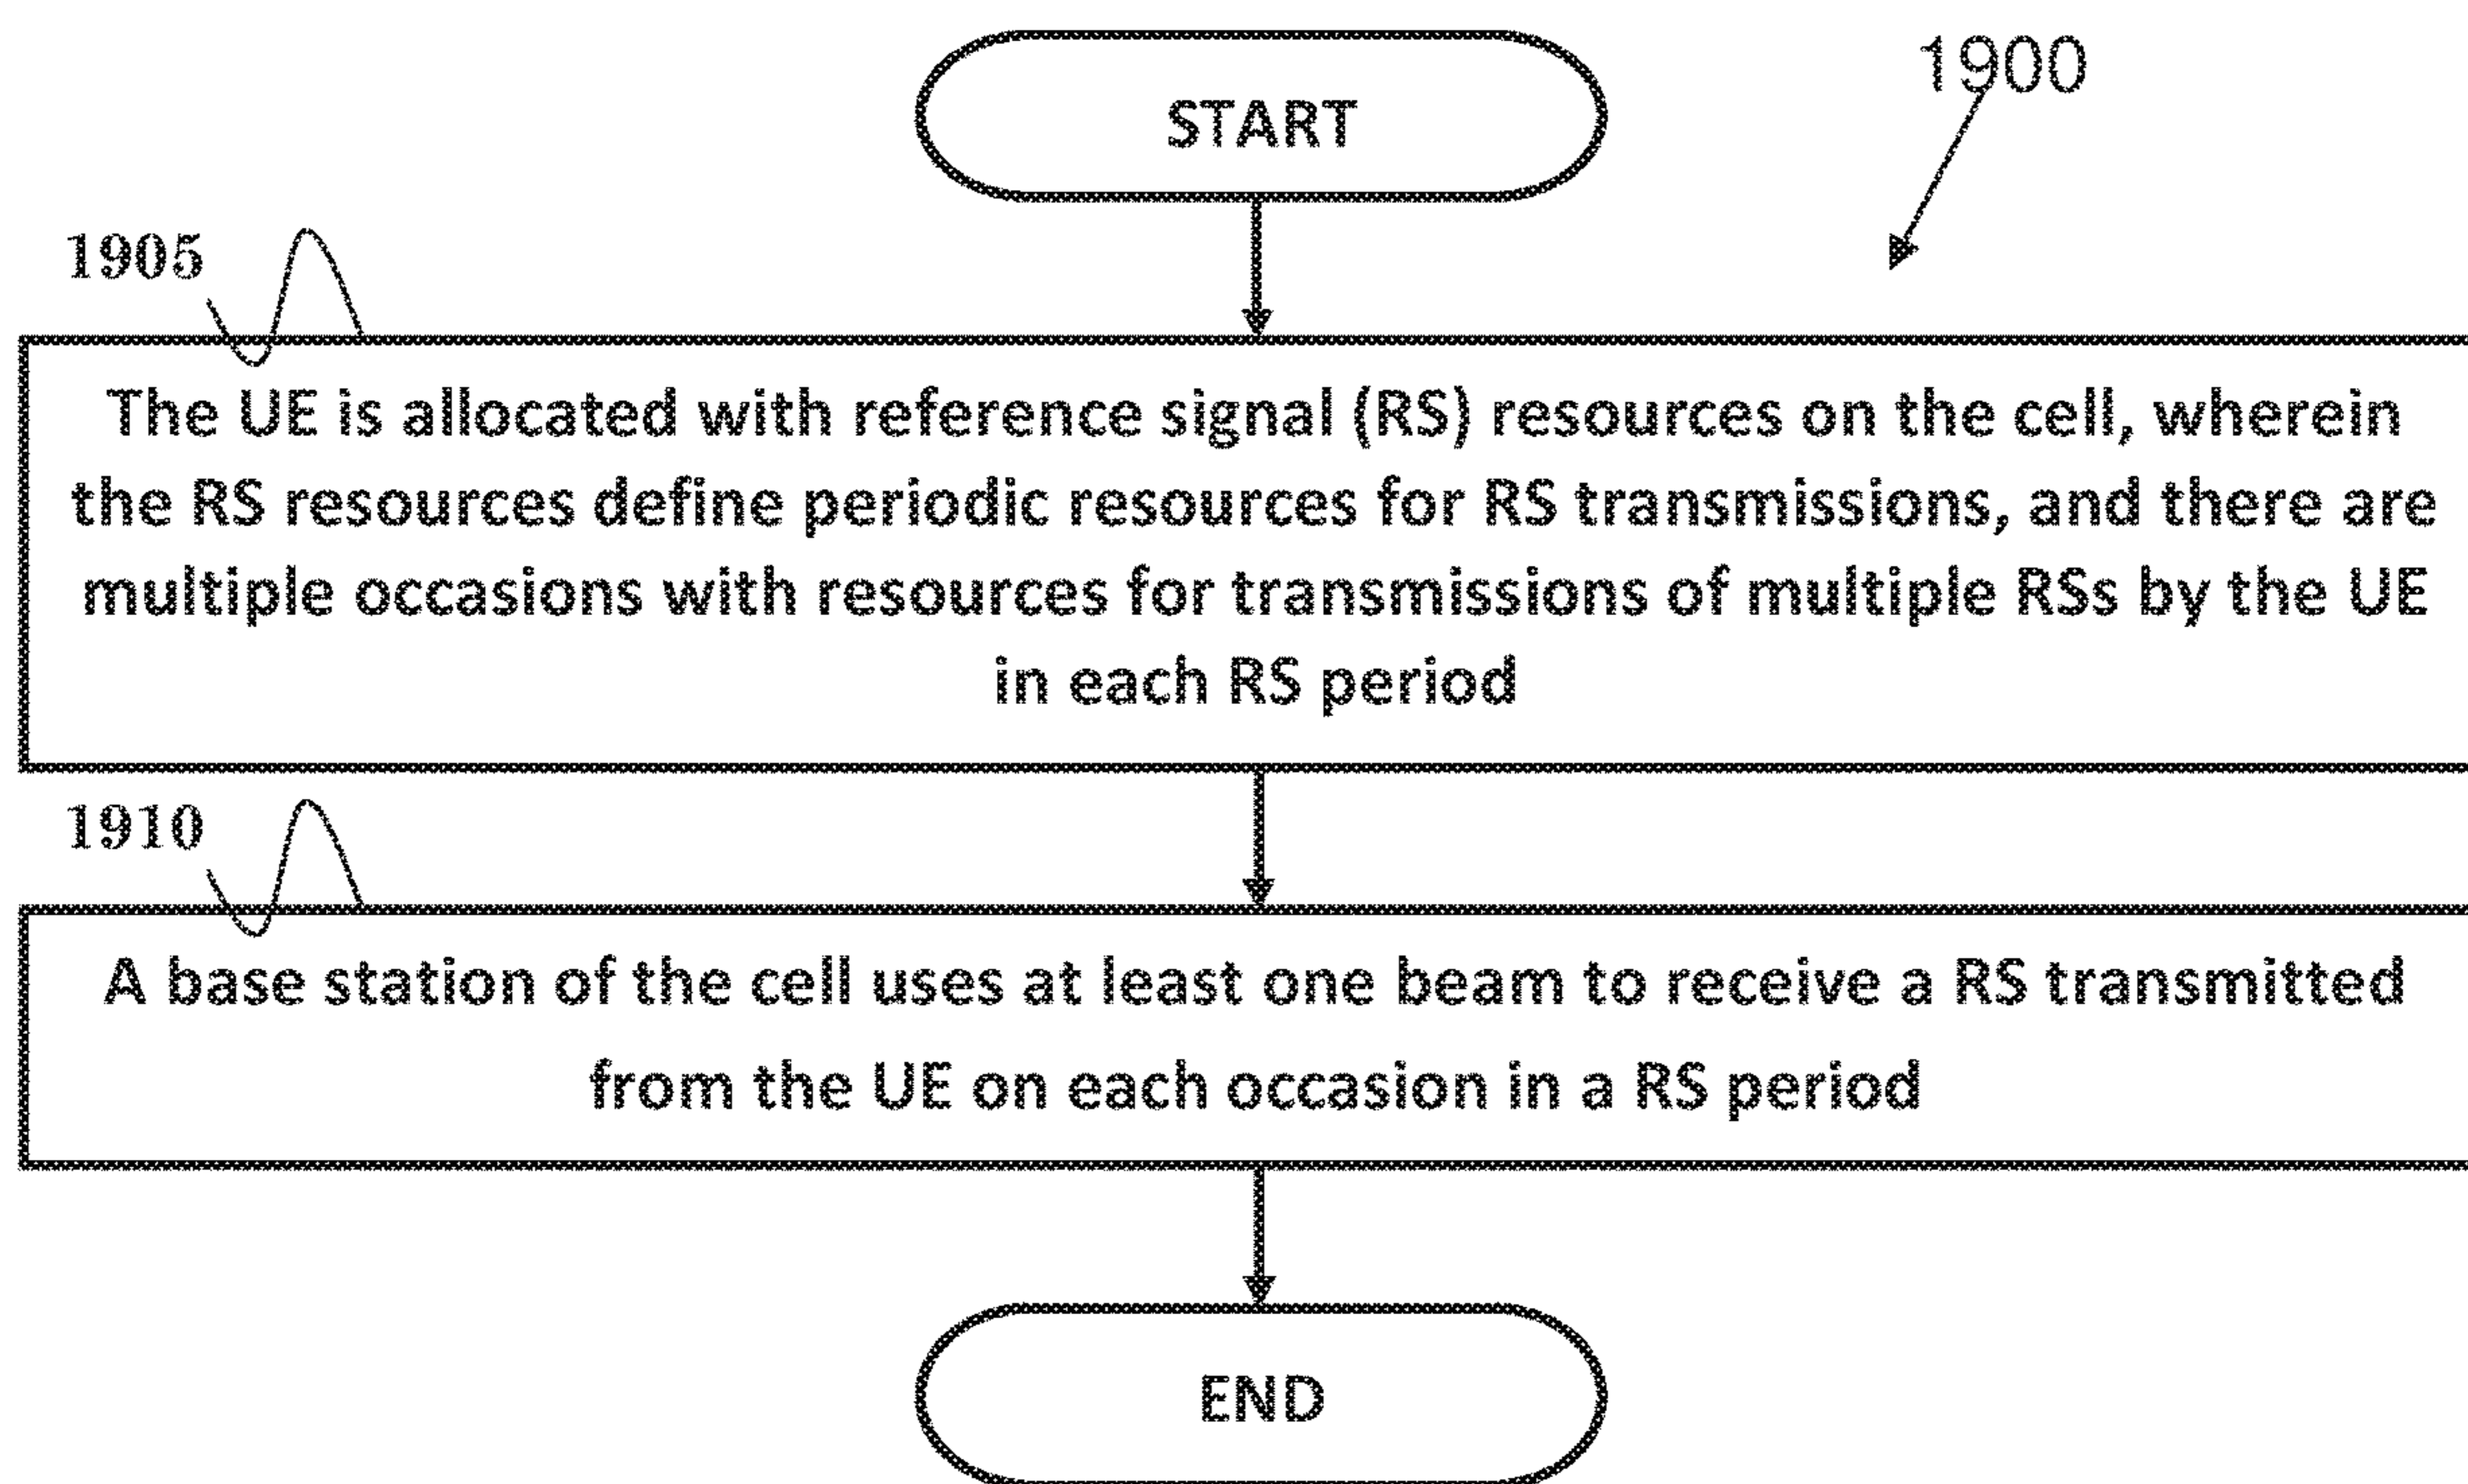 START
1900
1905
The UE is allocated with reference signal (RS) resources on the cell, wherein
the RS resources define periodic resources for RS transmissions, and there are
multiple occasions with resources for transmissions of multiple RSs by the UE
in each RS period
1910
A base station of the cell uses at least one beam to receive a RS transmitted
from the UE on each occasion in a RS period
END